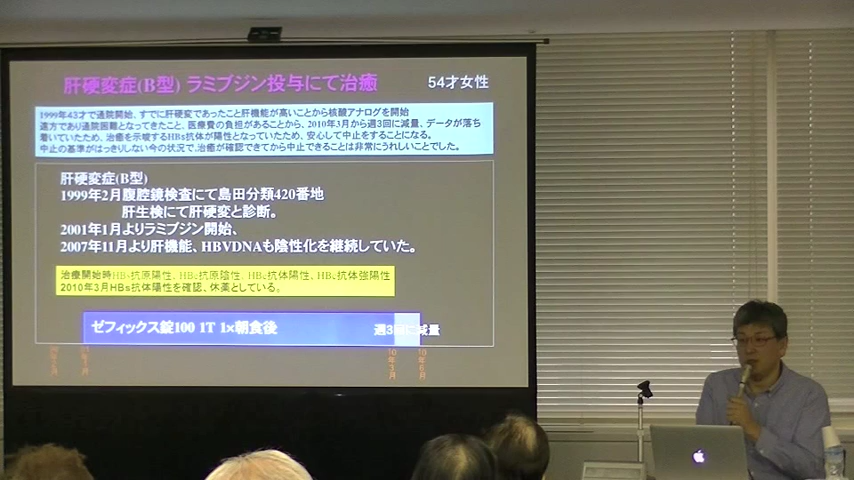 肝硬変症(B型) ラミブジン投与にて治癒
54才女性
1999年43才で通院開始、すでに肝硬変であったこと肝機能が高いことから核酸アナログを開始
遠方であり通院困難となってきたこと、医療費の負担があることから、2010年3月から週3回に減量、データが落ち
着いていたため、治癒を示唆するHBs抗体が陽性となっていたため、安心して中止をすることになる。
中止の基準がはっきりしない今の状況で、治癒が確認できてから中止できることは非常にうれしいことでした。
肝硬変症(B型)
1999年2月腹腔鏡検査にて島田分類420番地
肝生検にて肝硬変と診断。
2001年1月よりラミブジン開始、
2007年11月より肝機能、HBVDNAも陰性化を継続していた。
治療開始時HBs抗原陽性、HBe抗原陰性、HBe抗体陽性、HBc抗体強陽性
2010年3月HBs抗体陽性を確認、休薬としている。
ゼフィックス錠100 1T 1×朝食後
週3回に減量
10年3月
10年6月